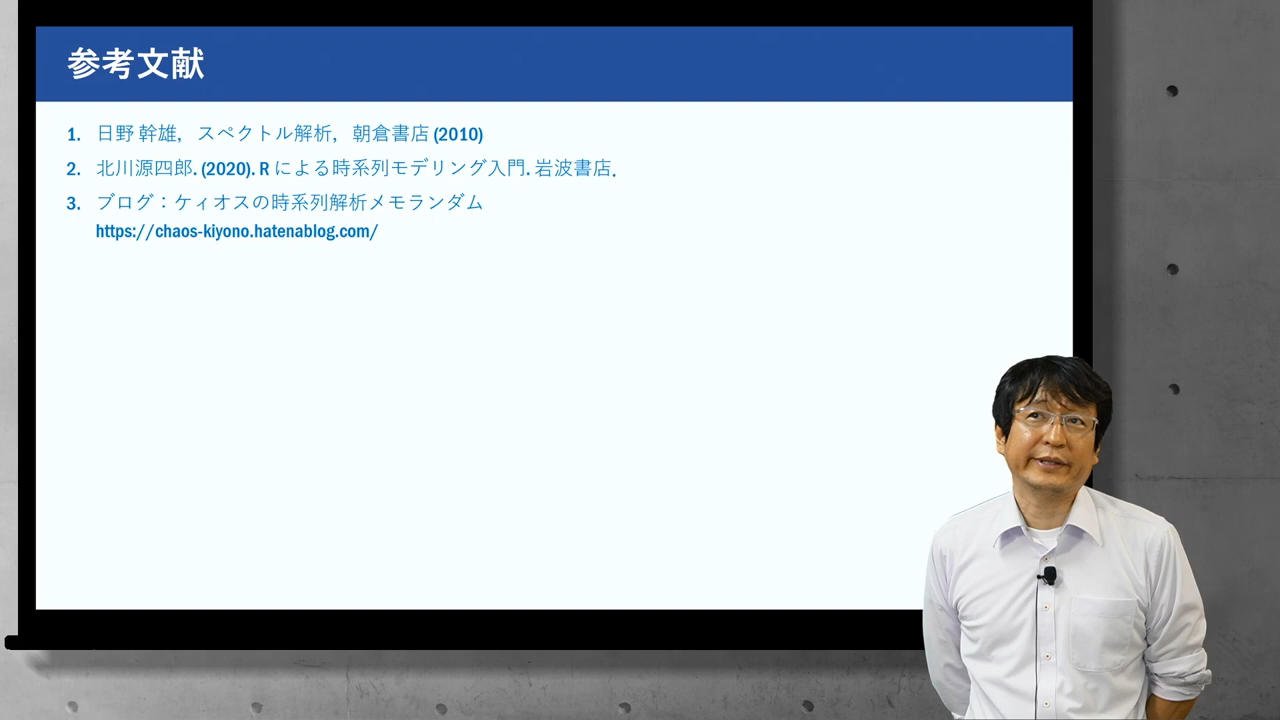 参考文献
1. 日野 幹雄, スペクトル解析, 朝倉書店 (2010)
2. 北川源四郎. (2020). R による時系列モデリング入門. 岩波書店.
3. ブログ：ケィオスの時系列解析メモランダム
https://chaos-kiyono.hatenablog.com/